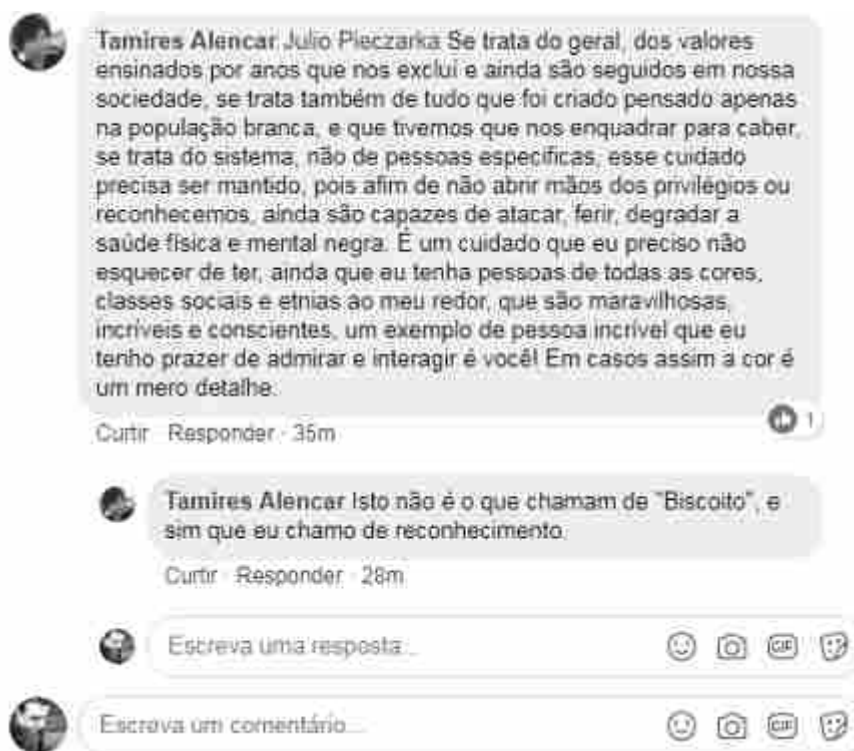 Tamires Alencar Julio Pieczarka Se trata do geral, dos valores
ensinados por anos que nos exclui e ainda são seguidos em nossa
sociedade, se trata também de tudo que foi criado pensado apenas
na população branca, e que tivemos que nos enquadrar para caber,
se trata do sistema, não de pessoas especificas, esse cuidado
precisa ser mantido, pois afim de não abrir mãos dos privilégios ou
reconhecemos, ainda são capazes de atacar, ferir, degradar a
saúde física e mental negra. É um cuidado que eu preciso não
esquecer de ter, ainda que eu tenha pessoas de todas as cores,
classes sociais e etnias ao meu redor, que são maravilhosas,
incríveis e conscientes, um exemplo de pessoa incrível que eu
tenho prazer de admirar e interagir é você! Em casos assim a cor é
um mero detalhe.
1
Curtir · Responder · 35m
Tamires Alencar Isto não é o que chamam de "Biscoito", e
sim que eu chamo de reconhecimento
Curtir · Responder · 28m
Escreva uma resposta...
GIF
Escreva um comentário...
GIF